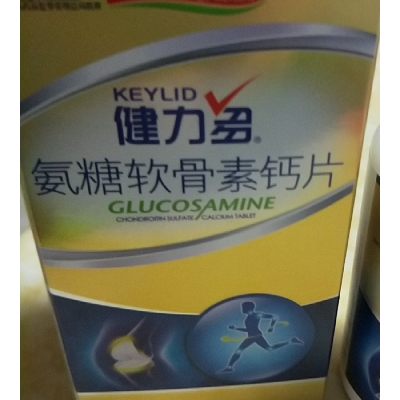 KEYLID
健力多®
氨糖软骨素钙片
GLUCOSAMINE
CHONDROITIN SULFATE / CALCIUM TABLET